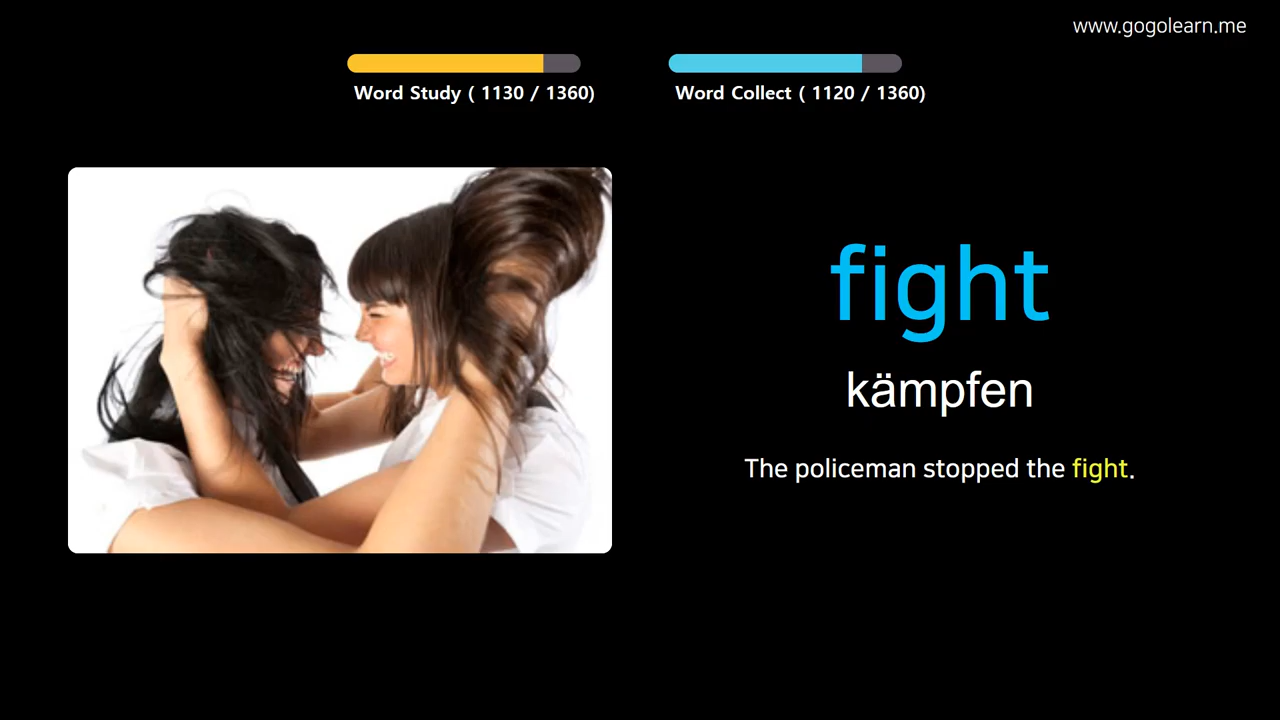 www.gogolearn.me
Word Study ( 1130 / 1360)
Word Collect ( 1120 / 1360)
fight
kämpfen
The policeman stopped the fight.